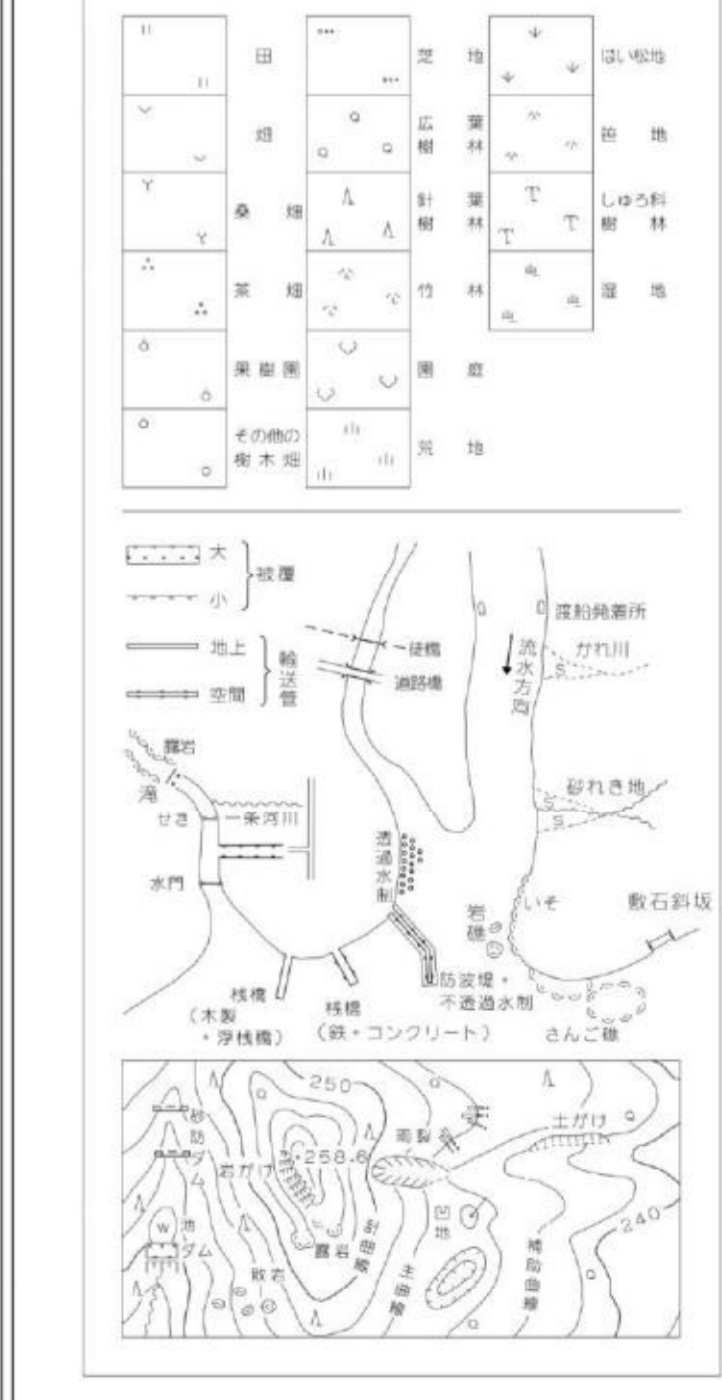 田
畑
桑畑
茶畑
果樹園
その他の
樹木畑
芝地
広葉
樹林
針葉
樹林
竹林
園庭
荒地
はい松地
笹地
しゅろ科
樹林
湿地
大
小
被覆
地上
空間
輸送管
徒橋
道路橋
渡船発着所
流水方向
かれ川
S
砂れき地
S
S
露岩
滝
せき
一条河川
水門
透過水制
岩礁
いそ
敷石斜坂
桟橋
(木製
・浮桟橋)
桟橋
(鉄・コンクリート)
防波堤・
不透過水制
さんご礁
250
砂防ダム
岩がけ
・258.6
雨裂
土がけ
凹地
240
W
池
ダム
露岩
散岩
計曲線
主曲線
補助曲線